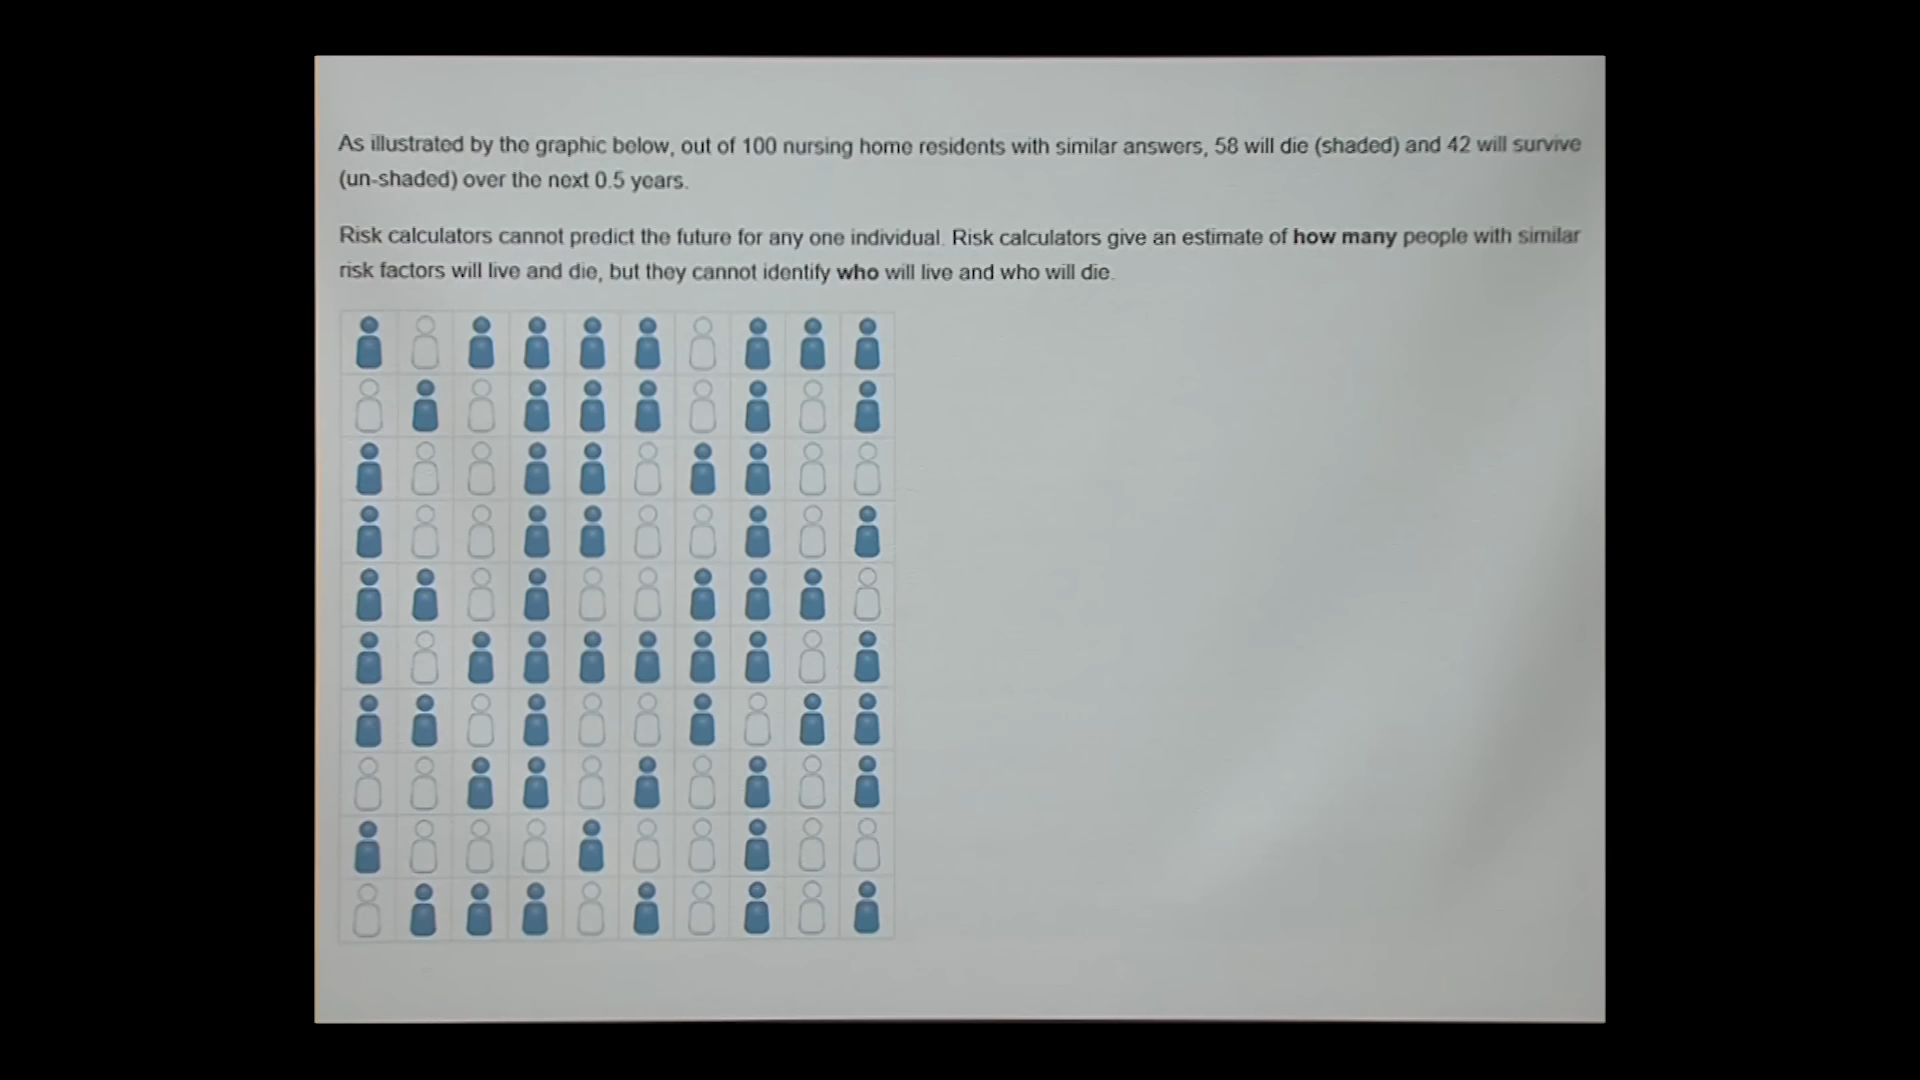 As illustrated by the graphic below, out of 100 nursing home residents with similar answers, 58 will die (shaded) and 42 will survive
(un-shaded) over the next 0.5 years.
Risk calculators cannot predict the future for any one individual. Risk calculators give an estimate of how many people with similar
risk factors will live and die, but they cannot identify who will live and who will die.